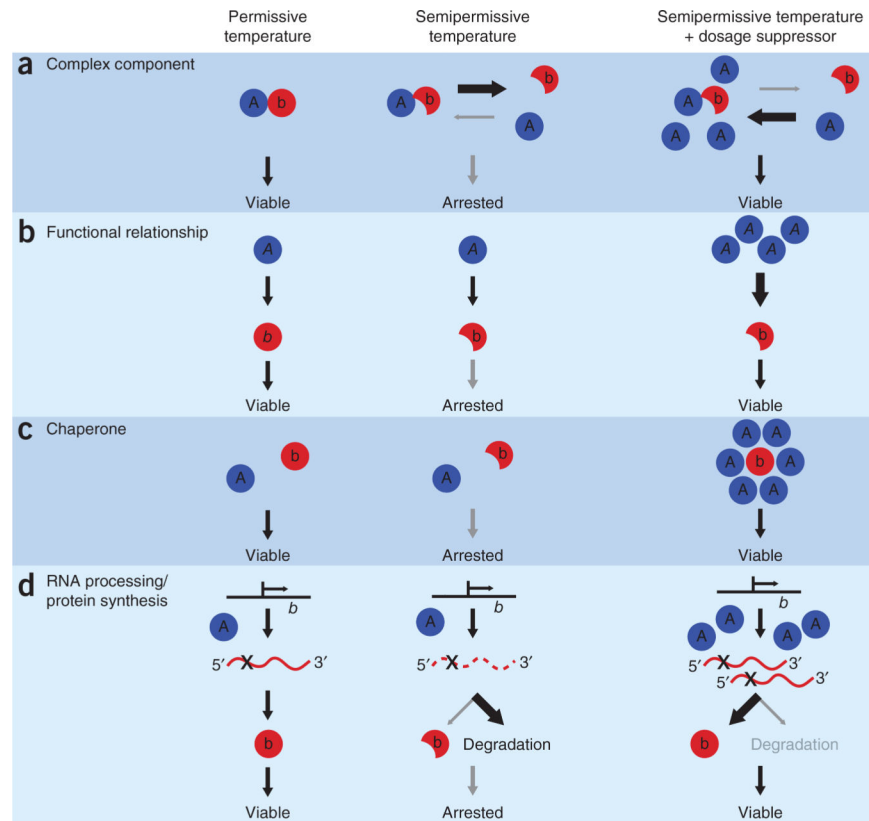 Permissive
temperature
Semipermissive
temperature
Semipermissive temperature
+ dosage suppressor
a Complex component
A b
A b
b
A
A
A b
A A
b
A
Viable
Arrested
Viable
b Functional relationship
A
A
A A A A
b
b
b
Viable
Arrested
Viable
c Chaperone
A b
A b
A A
A b A
A A
Viable
Arrested
Viable
d RNA processing/
protein synthesis
b
b
b
A
A
A A A A
5′ X 3′
5′ X 3′
5′ X 3′
5′ X 3′
b
b Degradation
b Degradation
Viable
Arrested
Viable